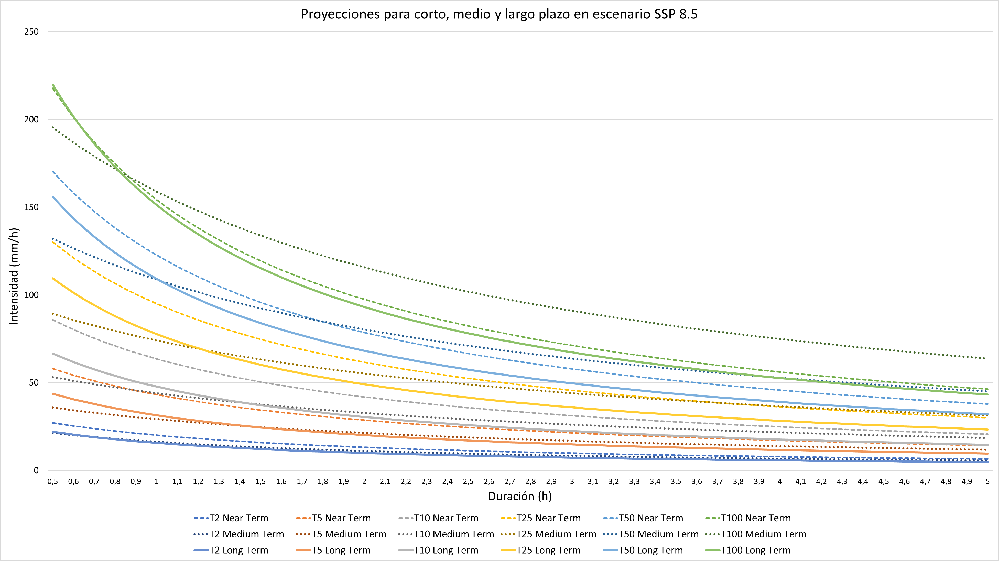 Proyecciones para corto, medio y largo plazo en escenario SSP 8.5
250
200
150
100
50
0
Intensidad (mm/h)
0,5 0,6 0,7 0,8 0,9 1 1,1 1,2 1,3 1,4 1,5 1,6 1,7 1,8 1,9 2 2,1 2,2 2,3 2,4 2,5 2,6 2,7 2,8 2,9 3 3,1 3,2 3,3 3,4 3,5 3,6 3,7 3,8 3,9 4 4,1 4,2 4,3 4,4 4,5 4,6 4,7 4,8 4,9 5
Duración (h)
T2 Near Term T5 Near Term T10 Near Term T25 Near Term T50 Near Term T100 Near Term
T2 Medium Term T5 Medium Term T10 Medium Term T25 Medium Term T50 Medium Term T100 Medium Term
T2 Long Term T5 Long Term T10 Long Term T25 Long Term T50 Long Term T100 Long Term